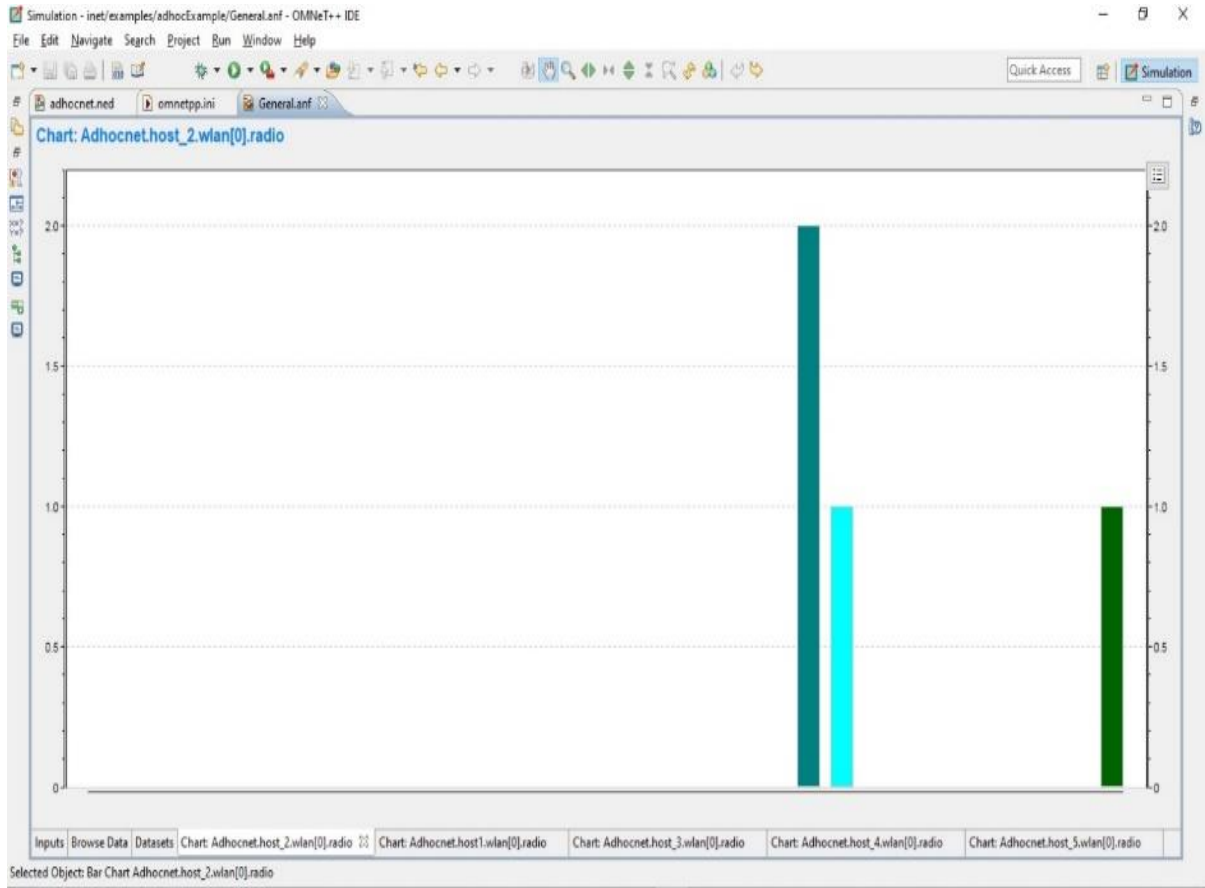 Simulation - inet/examples/adhocExample/General.anf - OMNeT++ IDE
File Edit Navigate Search Project Run Window Help
Quick Access Simulation
adhocnet.ned omnetpp.ini General.anf
Chart: Adhocnet.host_2.wlan[0].radio
2.0 2.0
1.5 1.5
1.0 1.0
0.5 0.5
0 0
Inputs Browse Data Datasets Chart: Adhocnet.host_2.wlan[0].radio Chart: Adhocnet.host1.wlan[0].radio Chart: Adhocnet.host_3.wlan[0].radio Chart: Adhocnet.host_4.wlan[0].radio Chart: Adhocnet.host_5.wlan[0].radio
Selected Object: Bar Chart Adhocnet.host_2.wlan[0].radio